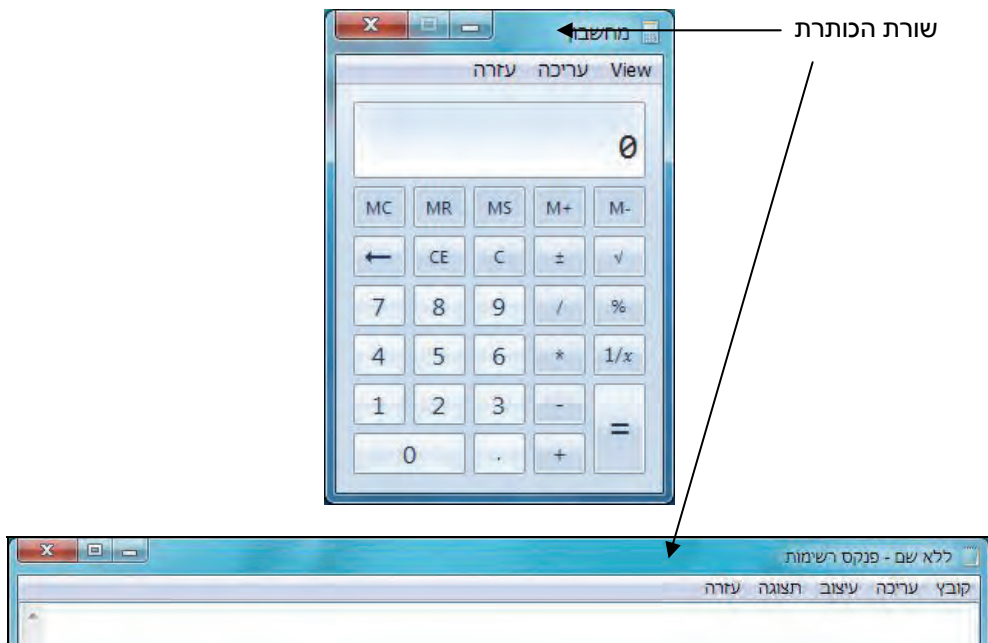 שורת הכותרת
מחשבון
View עריכה עזרה
0
MC MR MS M+ M-
← CE C ± √
7 8 9 / %
4 5 6 * 1/x
1 2 3 - =
0 . +
ללא שם - פנקס רשימות
קובץ עריכה עיצוב תצוגה עזרה